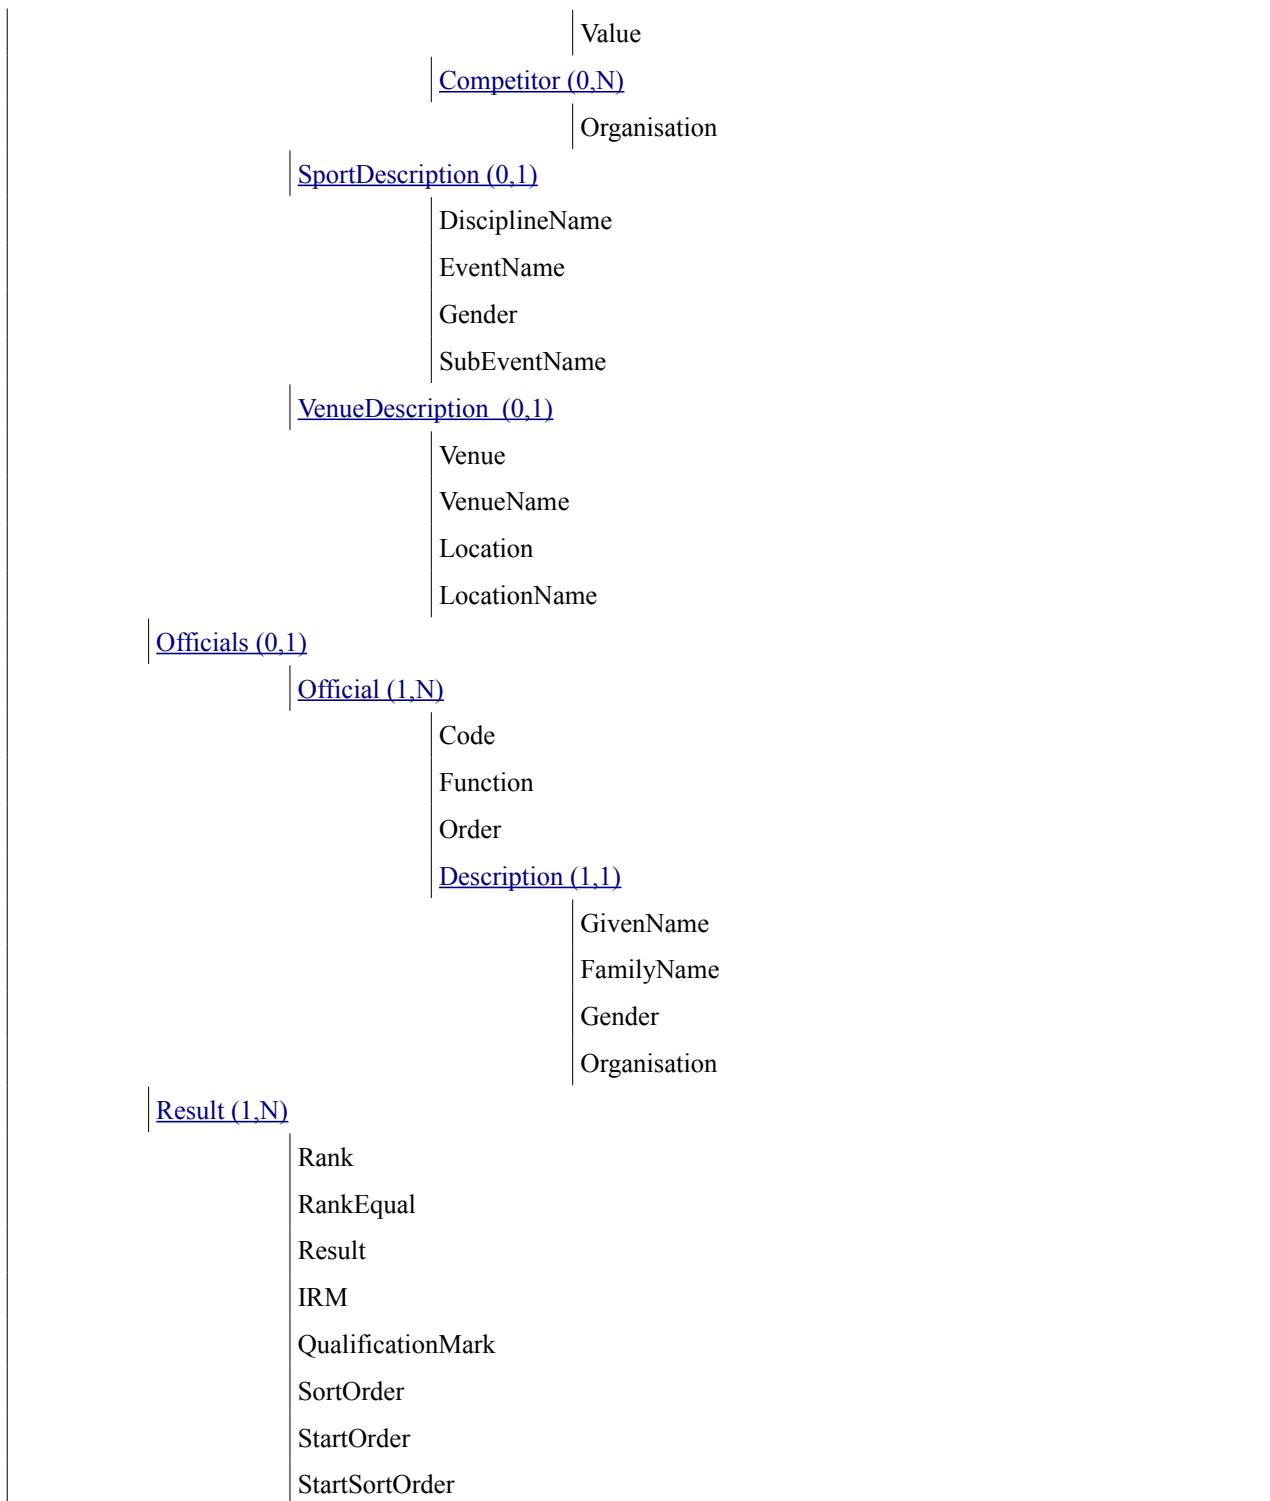 Value
Competitor (0,N)
Organisation
SportDescription (0,1)
DisciplineName
EventName
Gender
SubEventName
VenueDescription  (0,1)
Venue
VenueName
Location
LocationName
Officials (0,1)
Official (1,N)
Code
Function
Order
Description (1,1)
GivenName
FamilyName
Gender
Organisation
Result (1,N)
Rank
RankEqual
Result
IRM
QualificationMark
SortOrder
StartOrder
StartSortOrder